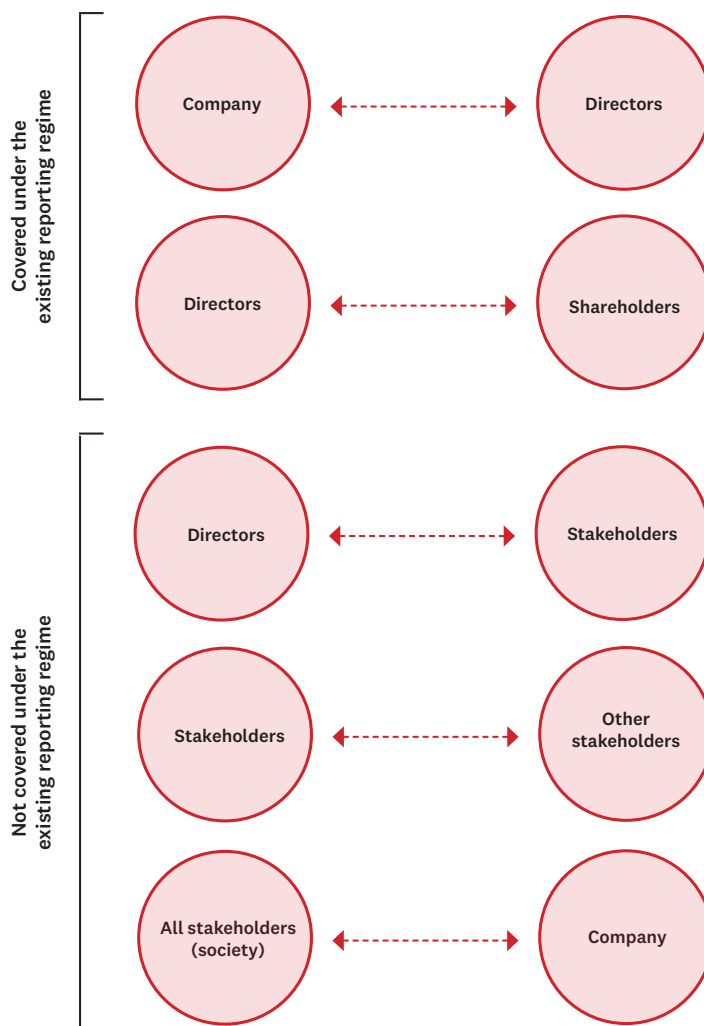 Covered under the
existing reporting regime
Company
Directors
Directors
Shareholders
Not covered under the
existing reporting regime
Directors
Stakeholders
Stakeholders
Other
stakeholders
All stakeholders
(society)
Company